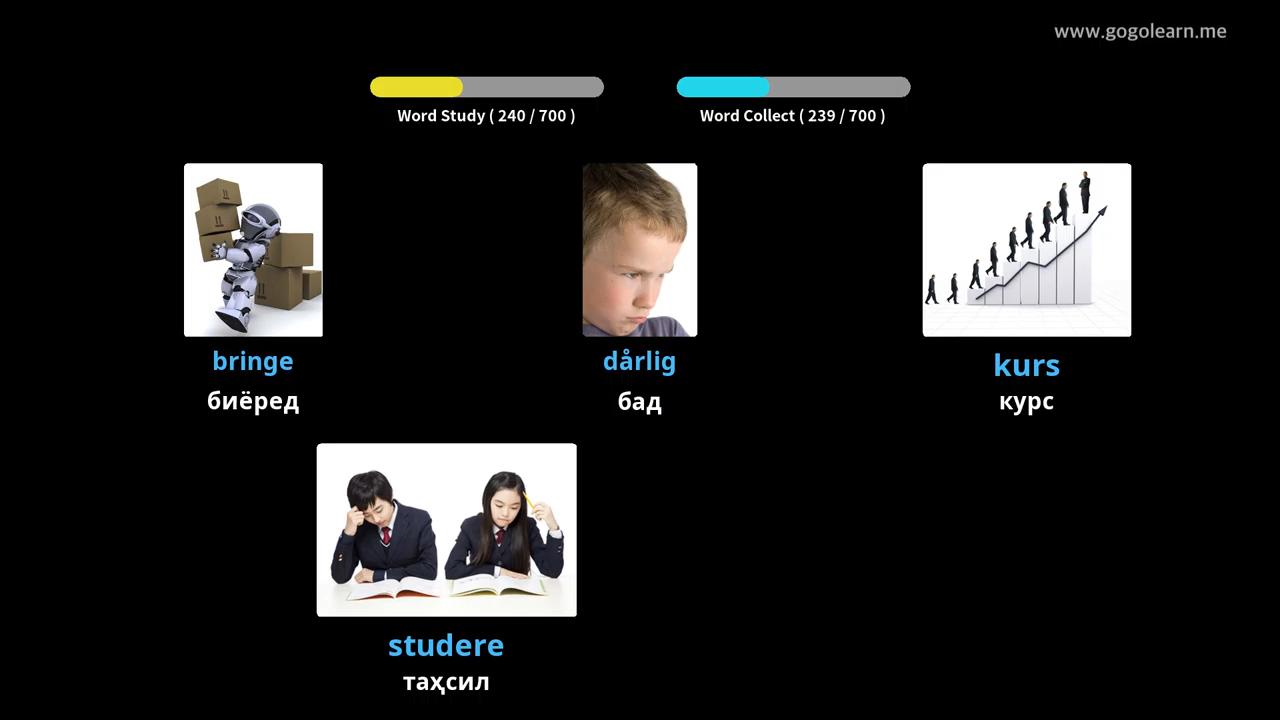 www.gogolearn.me
Word Study ( 240 / 700 )
Word Collect ( 239 / 700 )
bringe
биёред
dårlig
бад
kurs
курс
studere
таҳсил